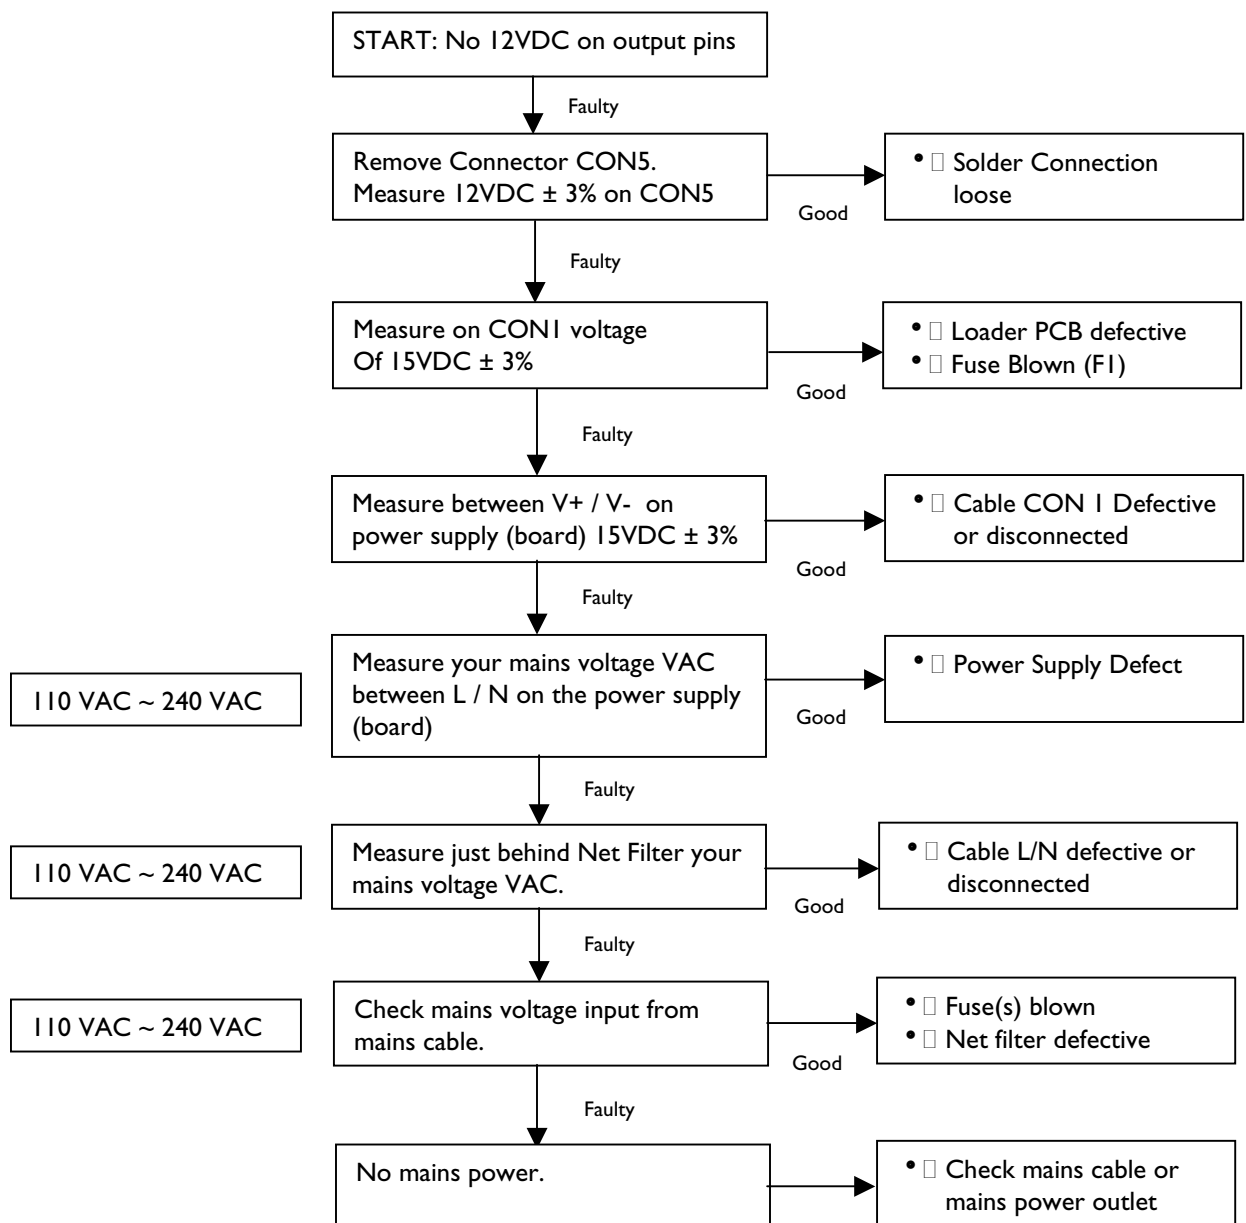 START: No 12VDC on output pins
Faulty
Remove Connector CON5.
Measure 12VDC ± 3% on CON5
Good
• Solder Connection
loose
Faulty
Measure on CON1 voltage
Of 15VDC ± 3%
Good
• Loader PCB defective
• Fuse Blown (F1)
Faulty
Measure between V+ / V- on
power supply (board) 15VDC ± 3%
Good
• Cable CON 1 Defective
or disconnected
Faulty
110 VAC ~ 240 VAC
Measure your mains voltage VAC
between L / N on the power supply
(board)
Good
• Power Supply Defect
Faulty
110 VAC ~ 240 VAC
Measure just behind Net Filter your
mains voltage VAC.
Good
• Cable L/N defective or
disconnected
Faulty
110 VAC ~ 240 VAC
Check mains voltage input from
mains cable.
Good
• Fuse(s) blown
• Net filter defective
Faulty
No mains power.
• Check mains cable or
mains power outlet